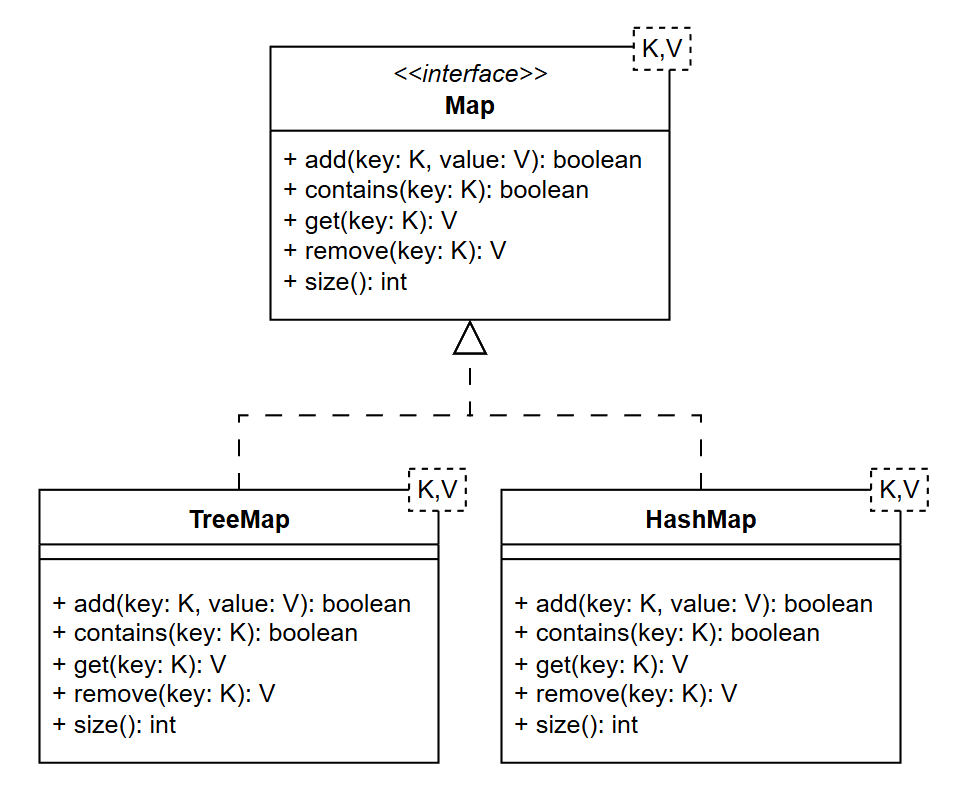 K,V
<<interface>>
Map
+ add(key: K, value: V): boolean
+ contains(key: K): boolean
+ get(key: K): V
+ remove(key: K): V
+ size(): int
K,V
TreeMap
+ add(key: K, value: V): boolean
+ contains(key: K): boolean
+ get(key: K): V
+ remove(key: K): V
+ size(): int
K,V
HashMap
+ add(key: K, value: V): boolean
+ contains(key: K): boolean
+ get(key: K): V
+ remove(key: K): V
+ size(): int